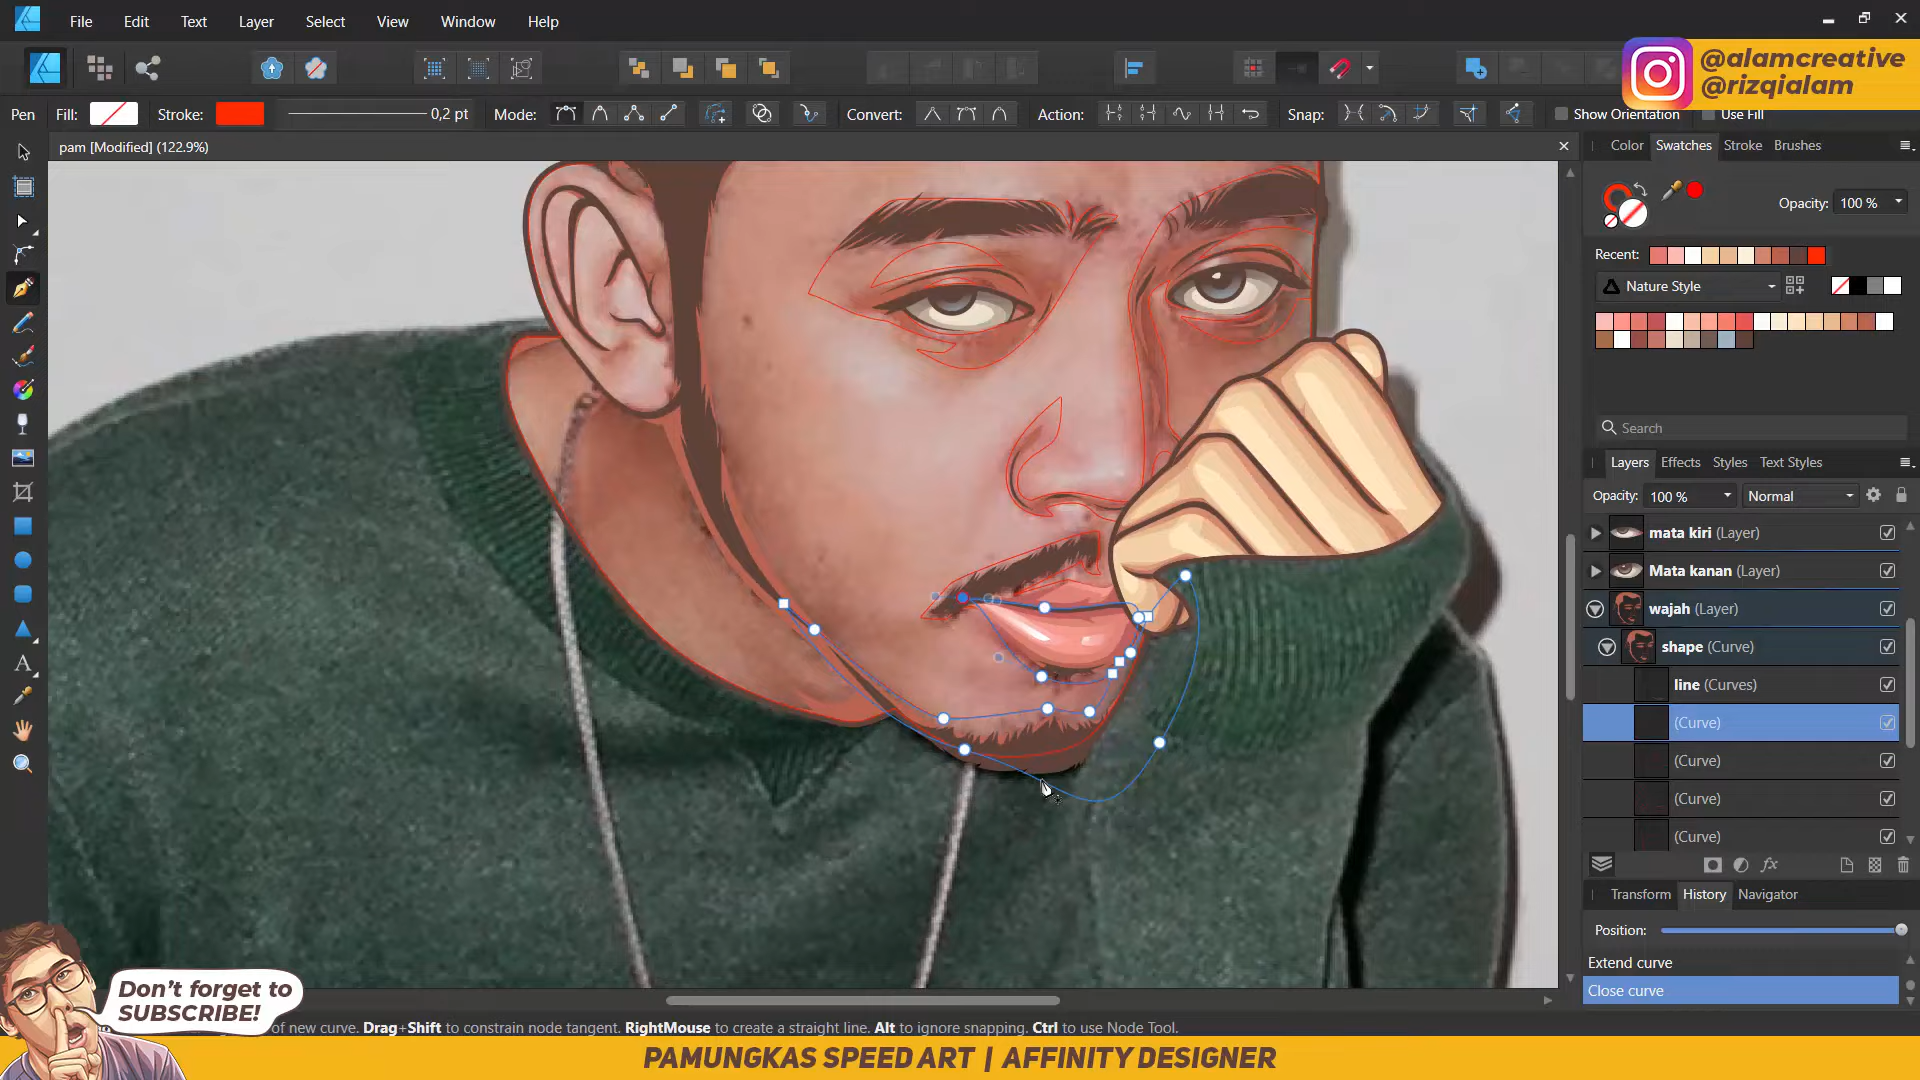 File Edit Text Layer Select View Window Help
@alamcreative
@rizqialam
Pen Fill: Stroke: 0,2 pt Mode: Convert: Action: Snap: Show Orientation Use Fill
pam [Modified] (122.9%)
Color Swatches Stroke Brushes
Opacity: 100 %
Recent:
Nature Style
Search
Layers Effects Styles Text Styles
Opacity: 100 % Normal
mata kiri (Layer)
Mata kanan (Layer)
wajah (Layer)
shape (Curve)
line (Curves)
(Curve)
(Curve)
(Curve)
(Curve)
Transform History Navigator
Position:
Extend curve
Close curve
Don't forget to
SUBSCRIBE!
of new curve. Drag+Shift to constrain node tangent. RightMouse to create a straight line. Alt to ignore snapping. Ctrl to use Node Tool.
PAMUNGKAS SPEED ART | AFFINITY DESIGNER